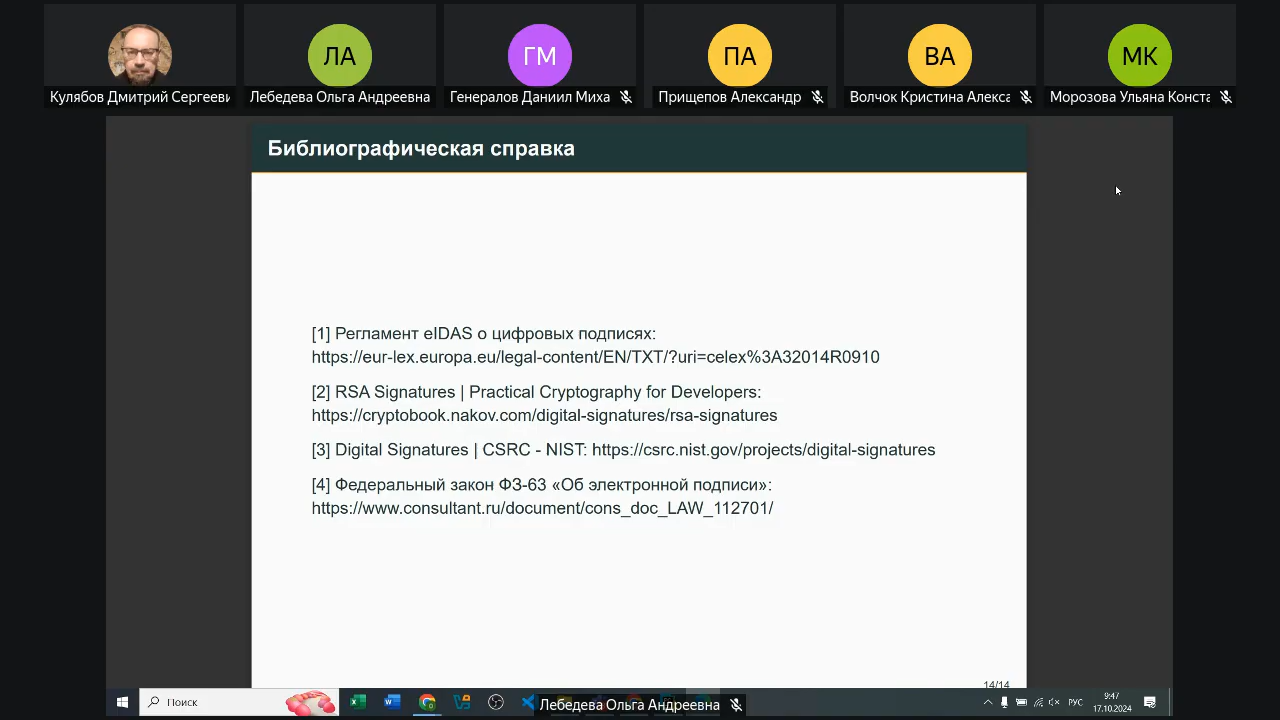 ЛА
ГМ
ПА
ВА
МК
Кулябов Дмитрий Сергееви
Лебедева Ольга Андреевна
Генералов Даниил Миха
Прищепов Александр
Волчок Кристина Алекса
Морозова Ульяна Конста
Библиографическая справка
[1] Регламент eIDAS о цифровых подписях:
https://eur-lex.europa.eu/legal-content/EN/TXT/?uri=celex%3A32014R0910
[2] RSA Signatures | Practical Cryptography for Developers:
https://cryptobook.nakov.com/digital-signatures/rsa-signatures
[3] Digital Signatures | CSRC - NIST: https://csrc.nist.gov/projects/digital-signatures
[4] Федеральный закон ФЗ-63 «Об электронной подписи»:
https://www.consultant.ru/document/cons_doc_LAW_112701/
14/14
Поиск
Лебедева Ольга Андреевна
РУС
9:47
17.10.2024